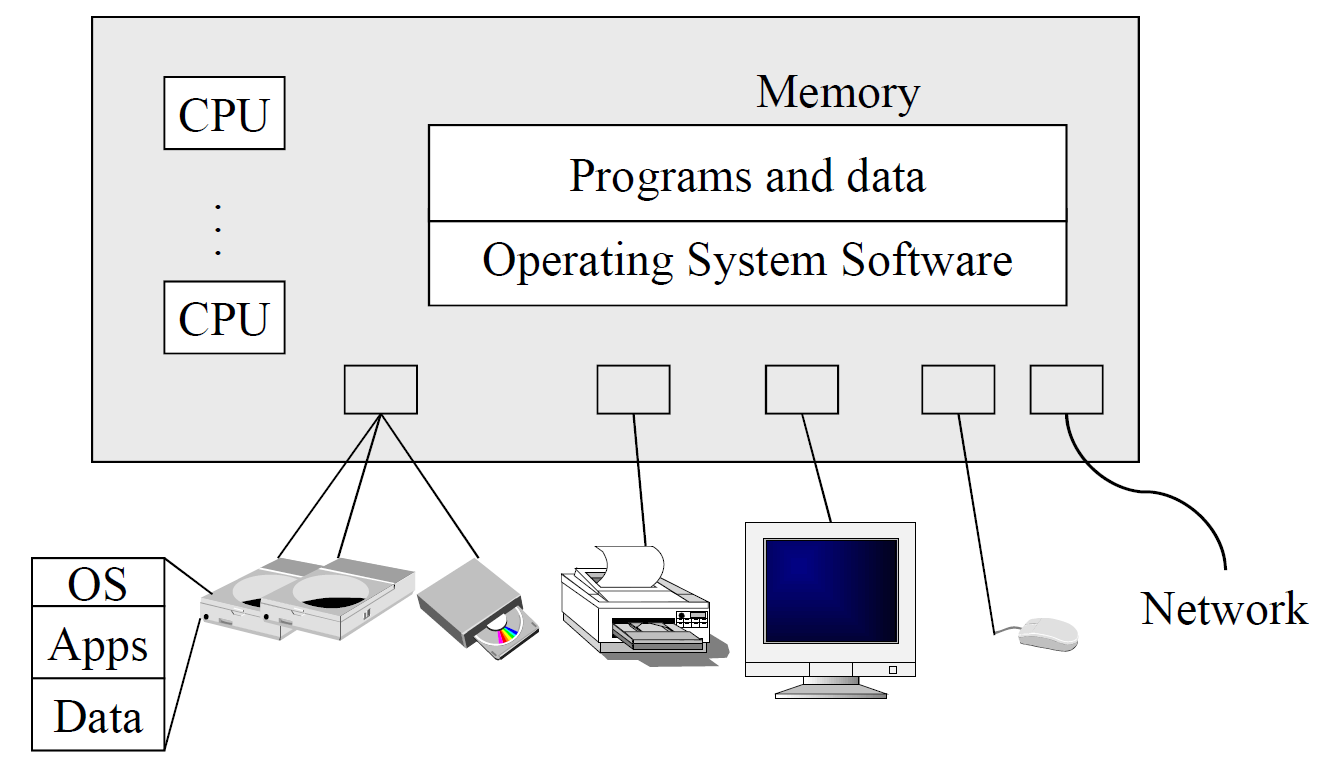 Memory
CPU
Programs and data
.
.
.
Operating System Software
CPU
OS
Apps
Data
Network